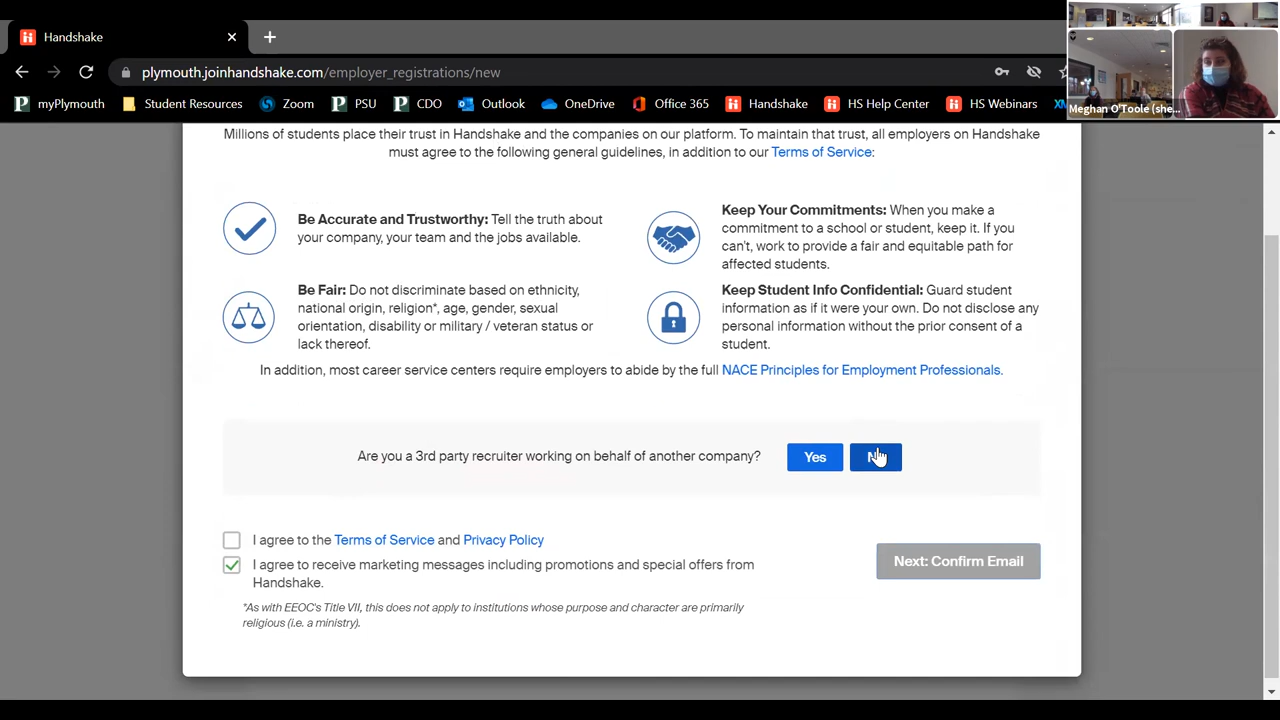 Handshake
plymouth.joinhandshake.com/employer_registrations/new
myPlymouth Student Resources Zoom PSU CDO Outlook OneDrive Office 365 Handshake HS Help Center HS Webinars
Meghan O'Toole (she...
Millions of students place their trust in Handshake and the companies on our platform. To maintain that trust, all employers on Handshake
must agree to the following general guidelines, in addition to our Terms of Service:
Be Accurate and Trustworthy: Tell the truth about
your company, your team and the jobs available.
Keep Your Commitments: When you make a
commitment to a school or student, keep it. If you
can't, work to provide a fair and equitable path for
affected students.
Be Fair: Do not discriminate based on ethnicity,
national origin, religion*, age, gender, sexual
orientation, disability or military / veteran status or
lack thereof.
Keep Student Info Confidential: Guard student
information as if it were your own. Do not disclose any
personal information without the prior consent of a
student.
In addition, most career service centers require employers to abide by the full NACE Principles for Employment Professionals.
Are you a 3rd party recruiter working on behalf of another company? Yes
I agree to the Terms of Service and Privacy Policy
I agree to receive marketing messages including promotions and special offers from
Handshake.
Next: Confirm Email
*As with EEOC's Title VII, this does not apply to institutions whose purpose and character are primarily
religious (i.e. a ministry).